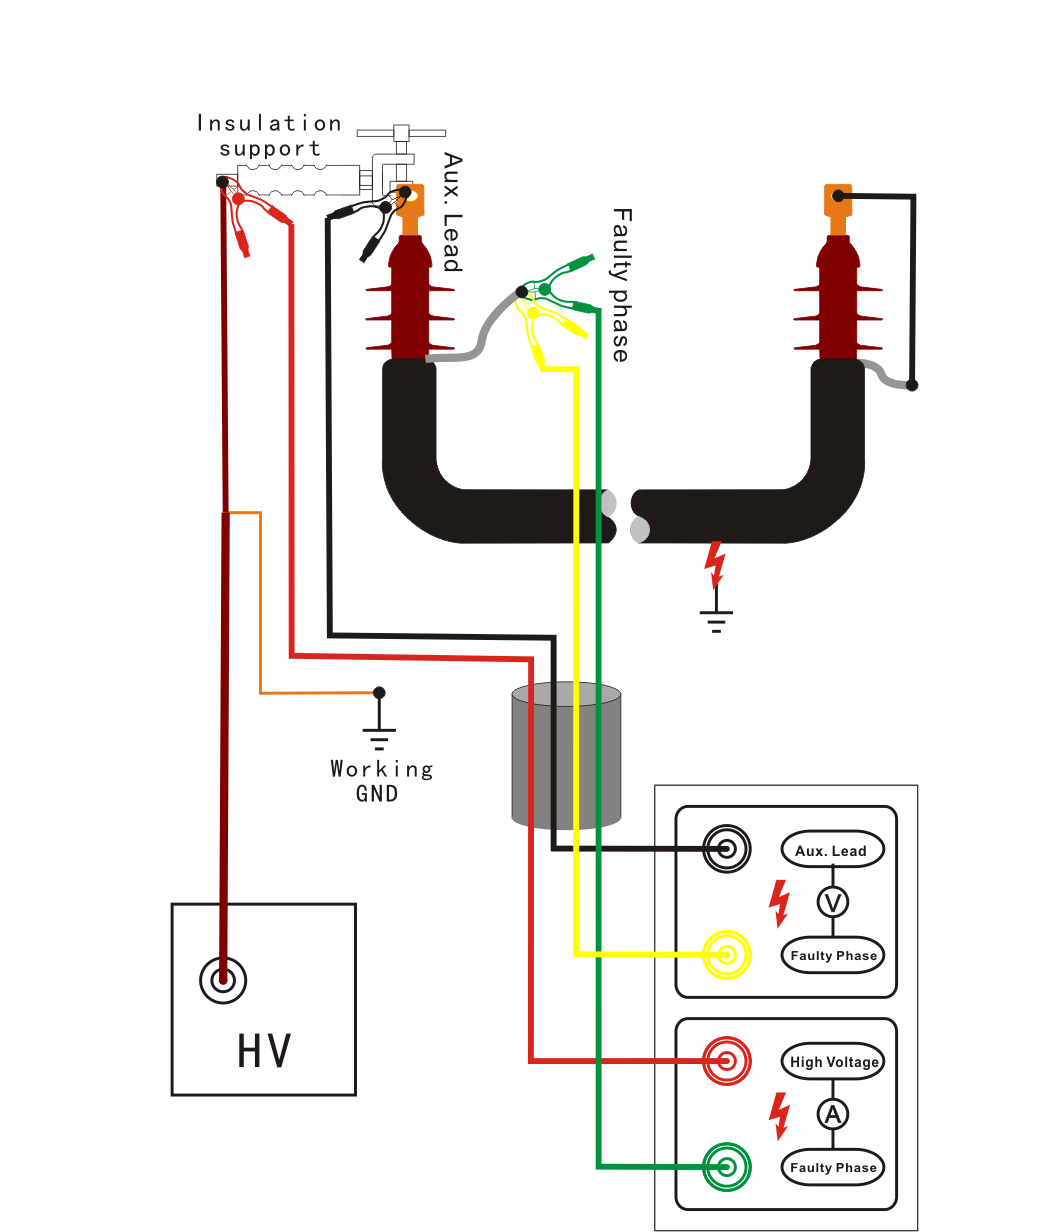 Insulation
support
Aux. Lead
Faulty phase
Working
GND
HV
Aux. Lead
V
Faulty Phase
High Voltage
A
Faulty Phase